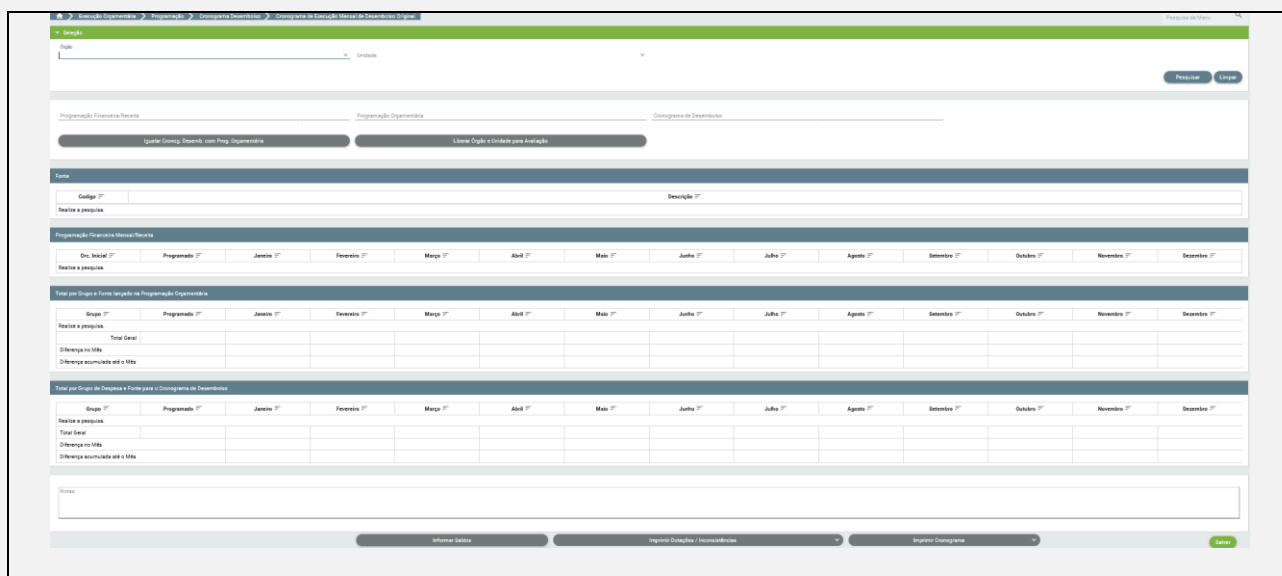 Execução Orçamentária Programação Cronograma Desembolso Cronograma de Execução Mensal de Desembolso Original Pesquisa de Menu
Seleção
Órgão
Unidade
Pesquisar Limpar
Programação Financeira/Receita Programação Orçamentária Cronograma de Desembolso
Igualar Cronog. Desemb. com Prog. Orçamentária Liberar Órgão e Unidade para Avaliação
Fonte
Codigo Descrição
Realize a pesquisa.
Programação Financeira Mensal/Receita
Orc. Inicial Programado Janeiro Fevereiro Março Abril Maio Junho Julho Agosto Setembro Outubro Novembro Dezembro
Realize a pesquisa.
Total por Grupo e Fonte lançado na Programação Orçamentária
Grupo Programado Janeiro Fevereiro Março Abril Maio Junho Julho Agosto Setembro Outubro Novembro Dezembro
Realize a pesquisa.
Total Geral
Diferença no Mês
Diferença acumulada até o Mês
Total por Grupo de Despesa e Fonte para o Cronograma de Desembolso
Grupo Programado Janeiro Fevereiro Março Abril Maio Junho Julho Agosto Setembro Outubro Novembro Dezembro
Realize a pesquisa.
Total Geral
Diferença no Mês
Diferença acumulada até o Mês
Notas
Informar Saldos Imprimir Dotações / Inconsistências Imprimir Cronograma Salvar